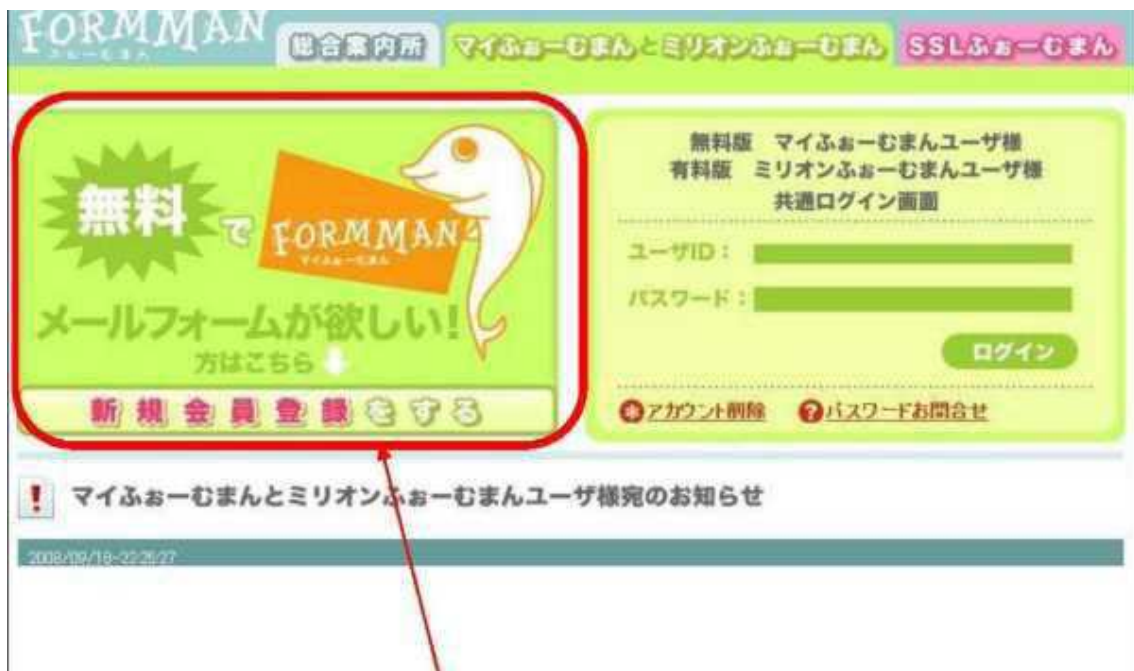 FORMMAN
ふぉーむまん
総合案内所
マイふぉーむまんとミリオンふぉーむまん
SSLふぉーむまん
無料で
FORMMAN
マイふぉーむまん
メールフォームが欲しい!
方はこちら
新規会員登録をする
無料版 マイふぉーむまんユーザ様
有料版 ミリオンふぉーむまんユーザ様
共通ログイン画面
ユーザID:
パスワード:
ログイン
アカウント削除 パスワードお問合せ
マイふぉーむまんとミリオンふぉーむまんユーザ様宛のお知らせ
2008/09/18-22:25:27